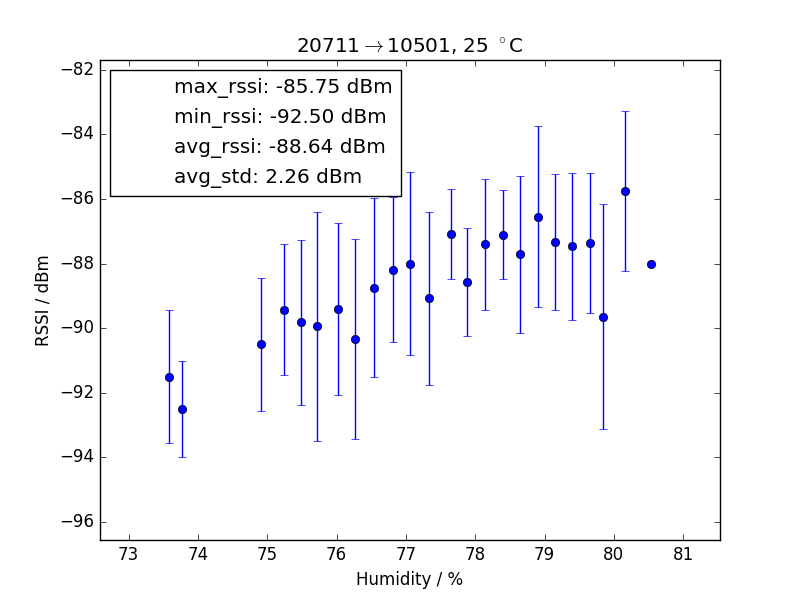 20711→10501, 25 °C
max_rssi: -85.75 dBm
min_rssi: -92.50 dBm
avg_rssi: -88.64 dBm
avg_std: 2.26 dBm
RSSI / dBm
−82
−84
−86
−88
−90
−92
−94
−96
73 74 75 76 77 78 79 80 81
Humidity / %